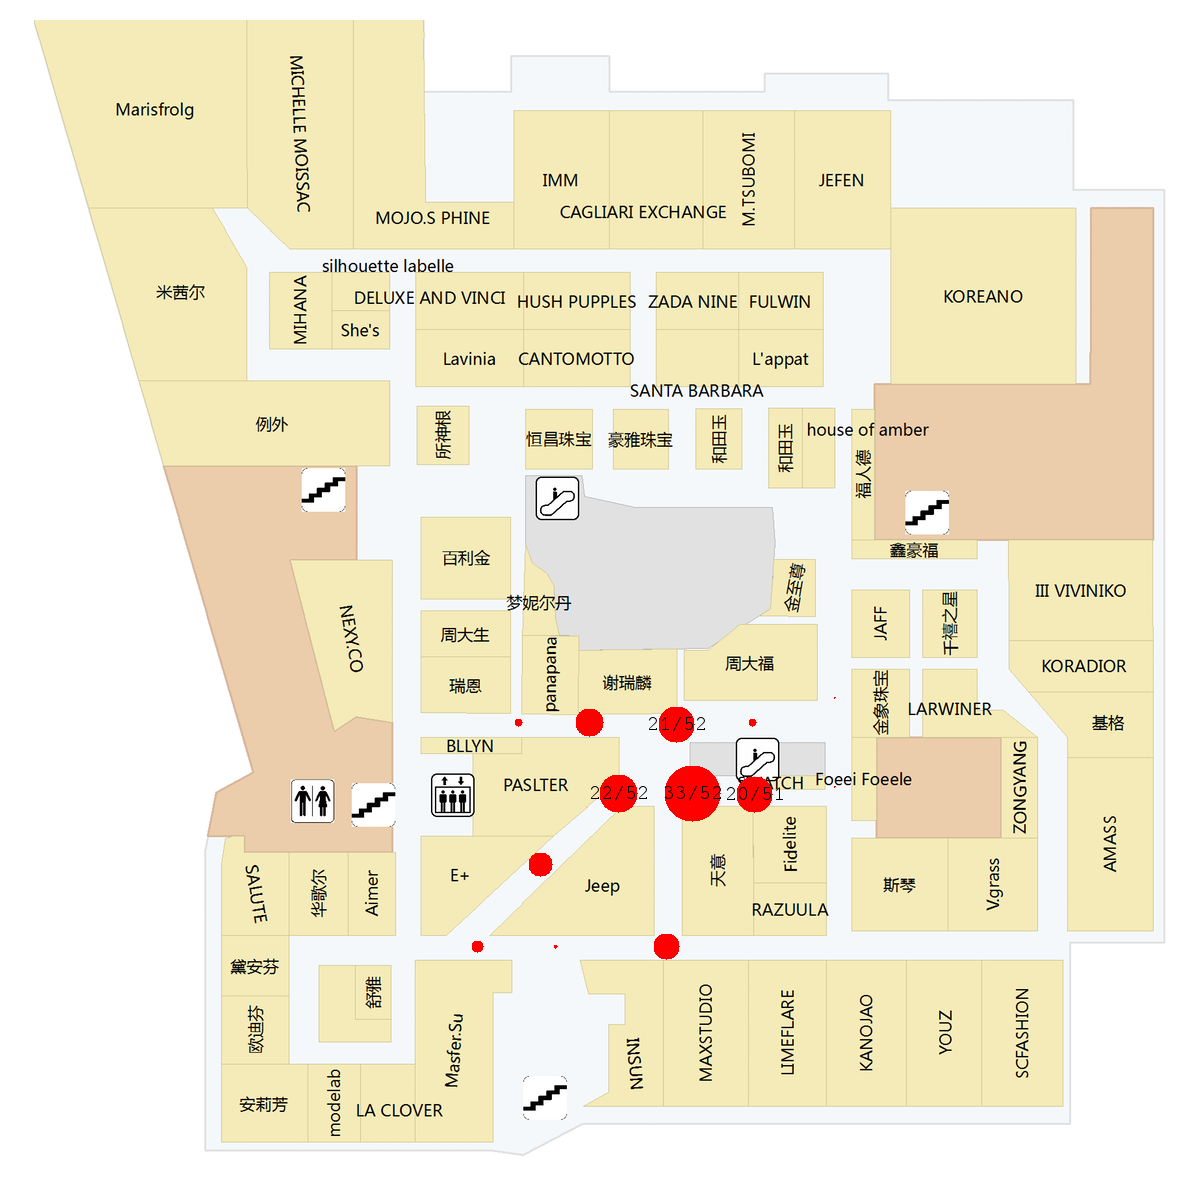 Marisfrolg
MICHELLE MOISSAC
MOJO.S PHINE
IMM
CAGLIARI EXCHANGE
M.TSUBOMI
JEFEN
米茜尔
silhouette labelle
MIHANA
DELUXE AND VINCI
She's
HUSH PUPPLES
ZADA NINE
FULWIN
KOREANO
Lavinia
CANTOMOTTO
L'appat
SANTA BARBARA
例外
所神根
恒昌珠宝
豪雅珠宝
和田玉
和田玉
house of amber
福人德
鑫豪福
百利金
梦妮尔丹
金至尊
JAFF
千禧之星
III VIVINIKO
NEXY.CO
周大生
瑞恩
panapana
谢瑞麟
周大福
金象珠宝
LARWINER
KORADIOR
基格
21/52
BLLYN
PASLTER
22/52
33/52
20/51
Foeei Foeele
ZONGYANG
AMASS
SALUTE
华歌尔
Aimer
E+
Jeep
天意
Fidelite
RAZUULA
斯琴
V.grass
黛安芬
欧迪芬
舒雅
安莉芳
modelab
LA CLOVER
Masfer.Su
INSUN
MAXSTUDIO
LIMEFLARE
KANOJAO
YOUZ
SCFASHION